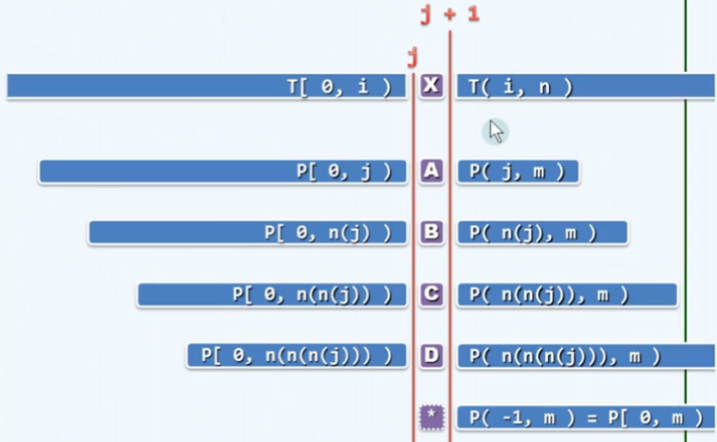 j + 1
j
T[ 0, i ) X T( i, n )
P[ 0, j ) A P( j, m )
P[ 0, n(j) ) B P( n(j), m )
P[ 0, n(n(j)) ) C P( n(n(j)), m )
P[ 0, n(n(n(j))) ) D P( n(n(n(j))), m )
* P( -1, m ) = P[ 0, m )